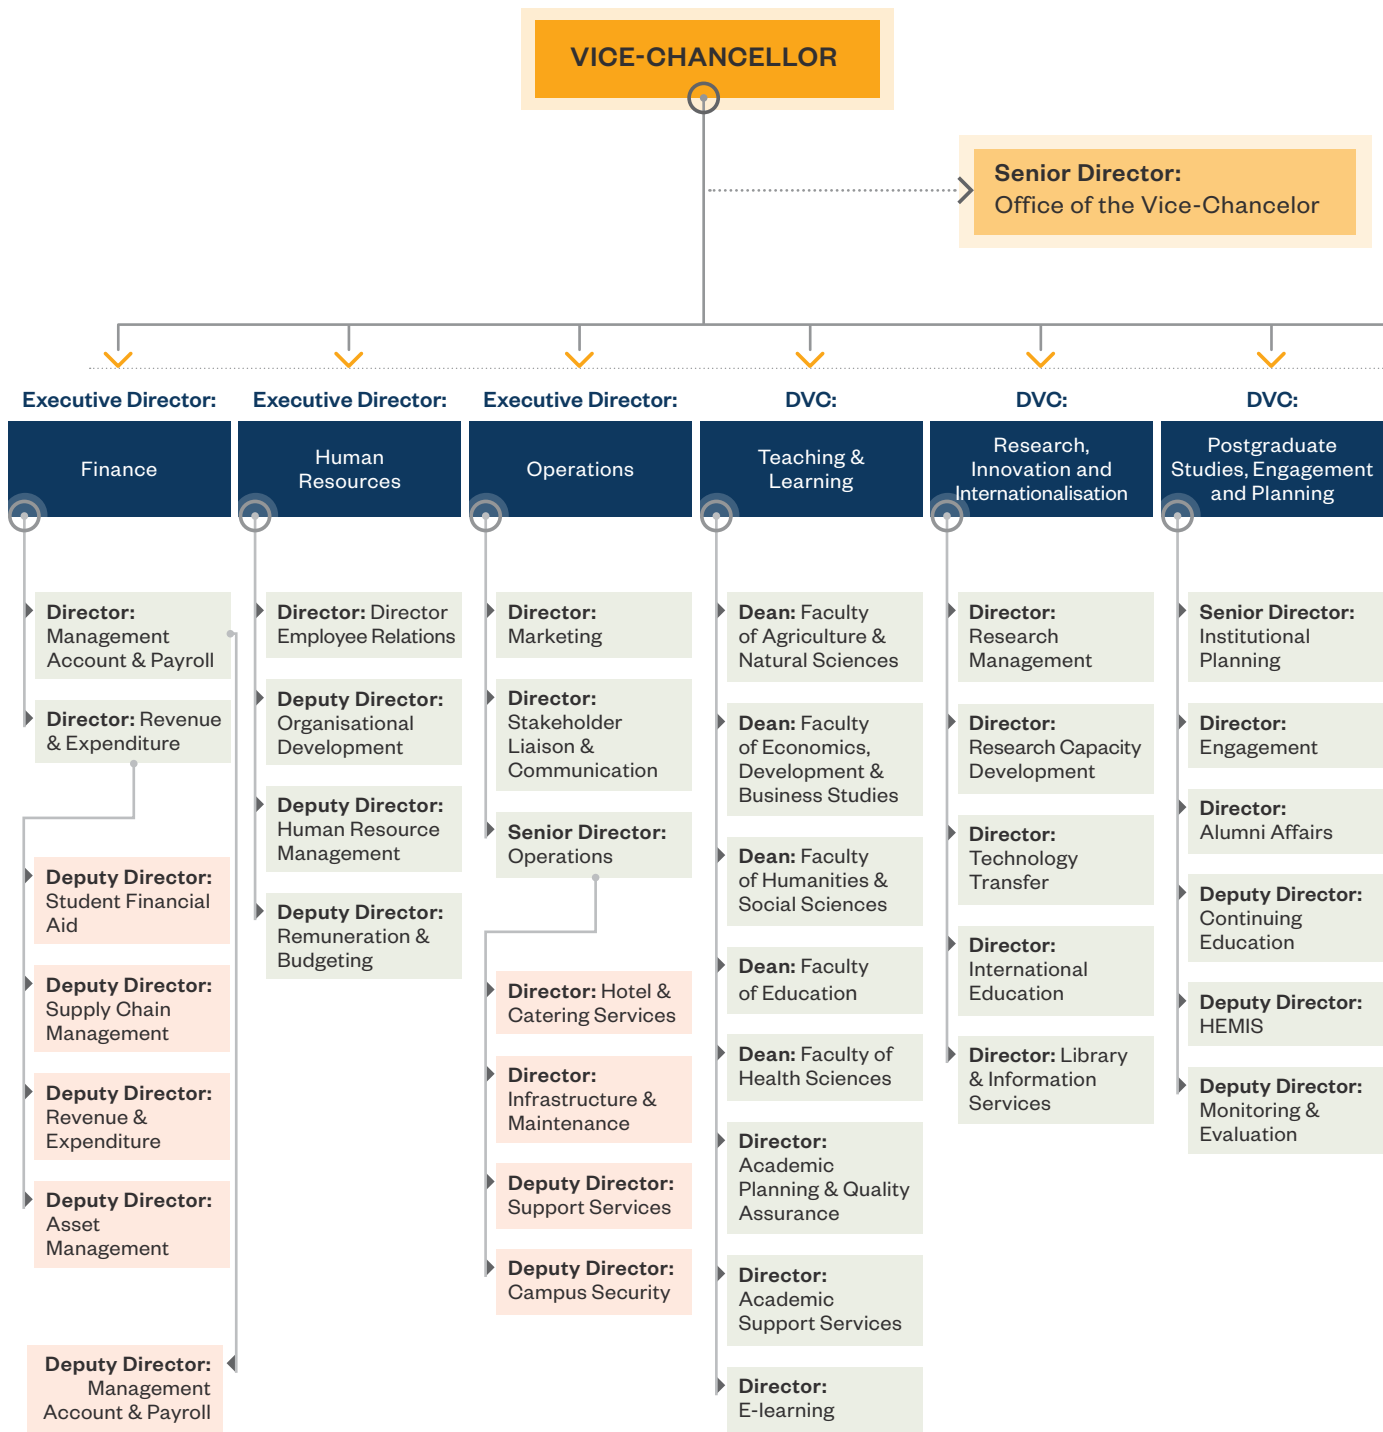 VICE-CHANCELLOR
Senior Director:
Office of the Vice-Chancelor
Executive Director:
Finance
Director:
Management
Account & Payroll
Director: Revenue
& Expenditure
Deputy Director:
Student Financial
Aid
Deputy Director:
Supply Chain
Management
Deputy Director:
Revenue &
Expenditure
Deputy Director:
Asset
Management
Deputy Director:
Management
Account & Payroll
Executive Director:
Human
Resources
Director: Director
Employee Relations
Deputy Director:
Organisational
Development
Deputy Director:
Human Resource
Management
Deputy Director:
Remuneration &
Budgeting
Executive Director:
Operations
Director:
Marketing
Director:
Stakeholder
Liaison &
Communication
Senior Director:
Operations
Director: Hotel &
Catering Services
Director:
Infrastructure &
Maintenance
Deputy Director:
Support Services
Deputy Director:
Campus Security
DVC:
Teaching &
Learning
Dean: Faculty
of Agriculture &
Natural Sciences
Dean: Faculty
of Economics,
Development &
Business Studies
Dean: Faculty
of Humanities &
Social Sciences
Dean: Faculty
of Education
Dean: Faculty of
Health Sciences
Director:
Academic
Planning & Quality
Assurance
Director:
Academic
Support Services
Director:
E-learning
DVC:
Research,
Innovation and
Internationalisation
Director:
Research
Management
Director:
Research Capacity
Development
Director:
Technology
Transfer
Director:
International
Education
Director: Library
& Information
Services
DVC:
Postgraduate
Studies, Engagement
and Planning
Senior Director:
Institutional
Planning
Director:
Engagement
Director:
Alumni Affairs
Deputy Director:
Continuing
Education
Deputy Director:
HEMIS
Deputy Director:
Monitoring &
Evaluation